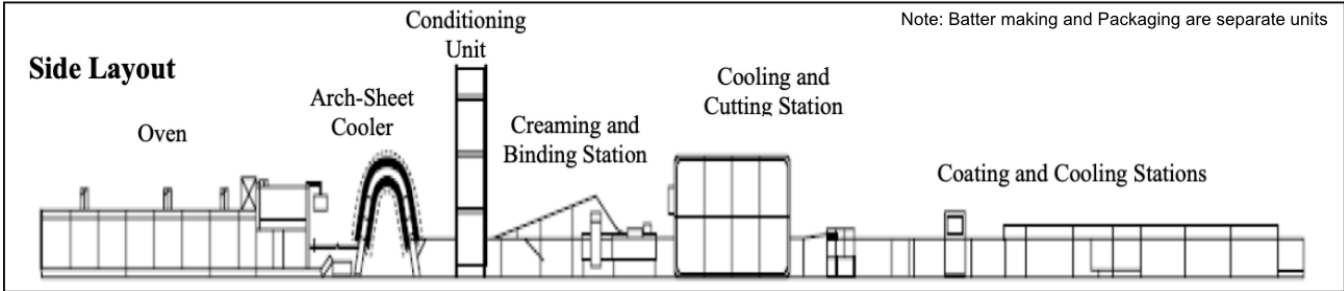 Note: Batter making and Packaging are separate units
Side Layout
Oven
Arch-Sheet
Cooler
Conditioning
Unit
Creaming and
Binding Station
Cooling and
Cutting Station
Coating and Cooling Stations